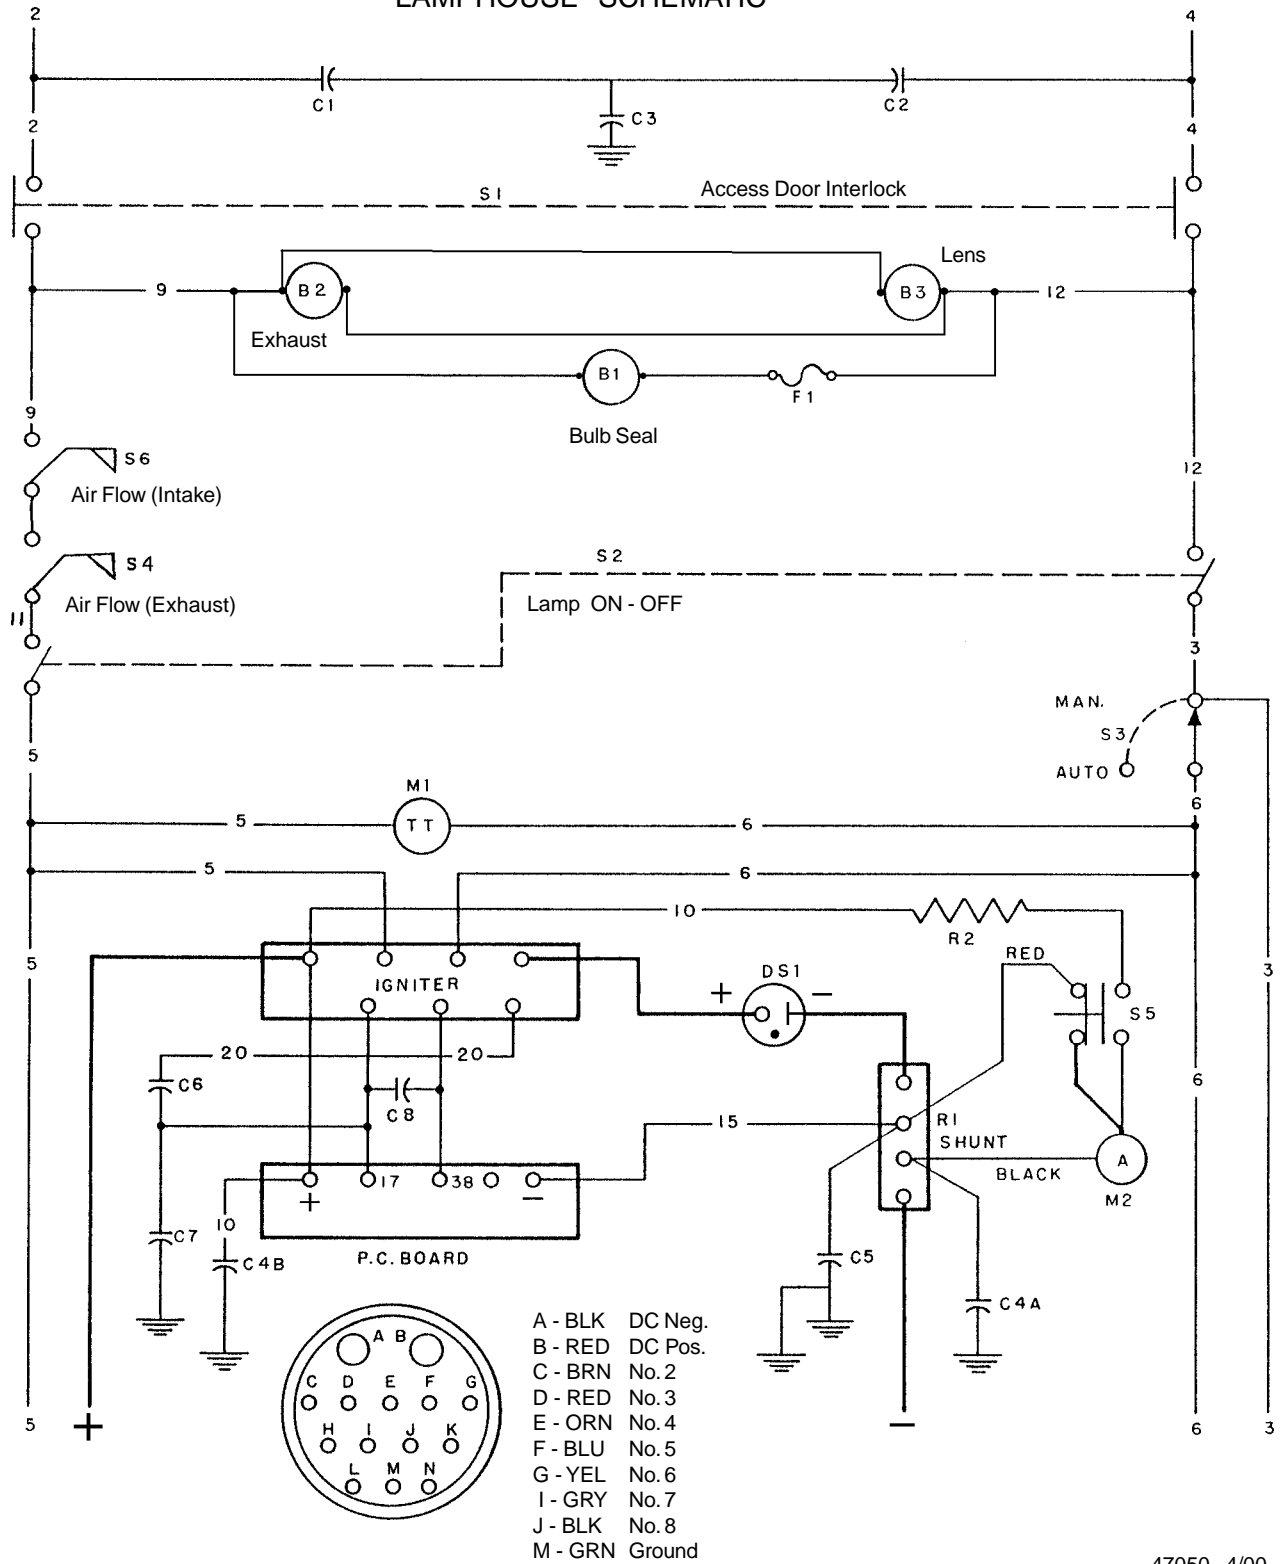 LAMPHOUSE SCHEMATIC
2
4
C1
C2
C3
2
4
S1
Access Door Interlock
Lens
9
B2
B3
12
Exhaust
B1
F1
Bulb Seal
9
S6
12
Air Flow (Intake)
S4
S2
Air Flow (Exhaust)
Lamp ON - OFF
11
3
MAN.
S3
AUTO
5
M1
6
5
TT
6
5
6
10
R2
RED
5
IGNITER
DS1
3
+
−
S5
20
20
C6
C8
6
15
R1
SHUNT
BLACK
A
M2
17
38
+
−
10
C7
C4B
P.C. BOARD
C5
C4A
A B
C D E F G
H I J K
L M N
A - BLK DC Neg.
B - RED DC Pos.
C - BRN No. 2
D - RED No. 3
E - ORN No. 4
F - BLU No. 5
G - YEL No. 6
I - GRY No. 7
J - BLK No. 8
M - GRN Ground
5
+
−
6
3
47050 4/00